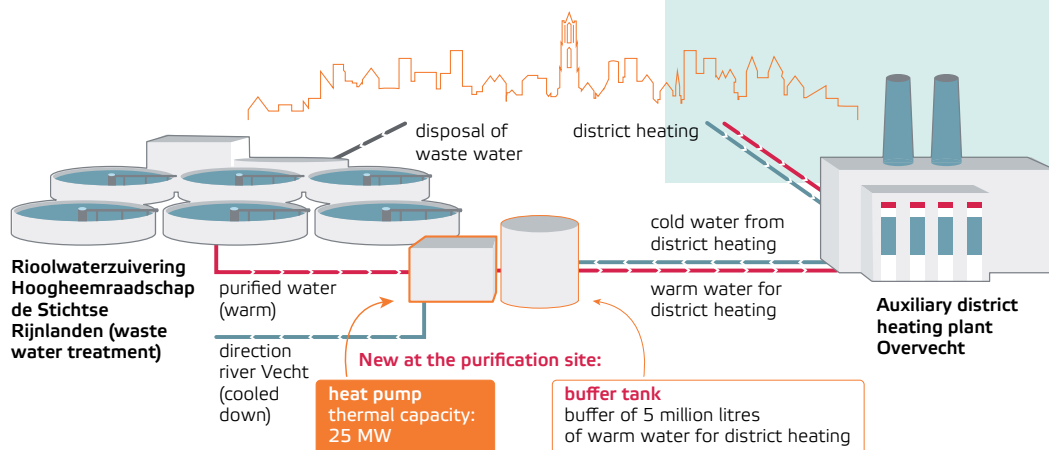 disposal of
waste water
district heating
cold water from
district heating
warm water for
district heating
Rioolwaterzuivering
Hoogheemraadschap
de Stichtse
Rijnlanden (waste
water treatment)
purified water
(warm)
direction
river Vecht
(cooled
down)
Auxiliary district
heating plant
Overvecht
New at the purification site:
heat pump
thermal capacity:
25 MW
buffer tank
buffer of 5 million litres
of warm water for district heating